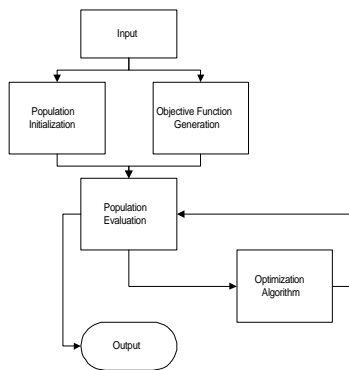 Input
Population
Initialization
Objective Function
Generation
Population
Evaluation
Optimization
Algorithm
Output